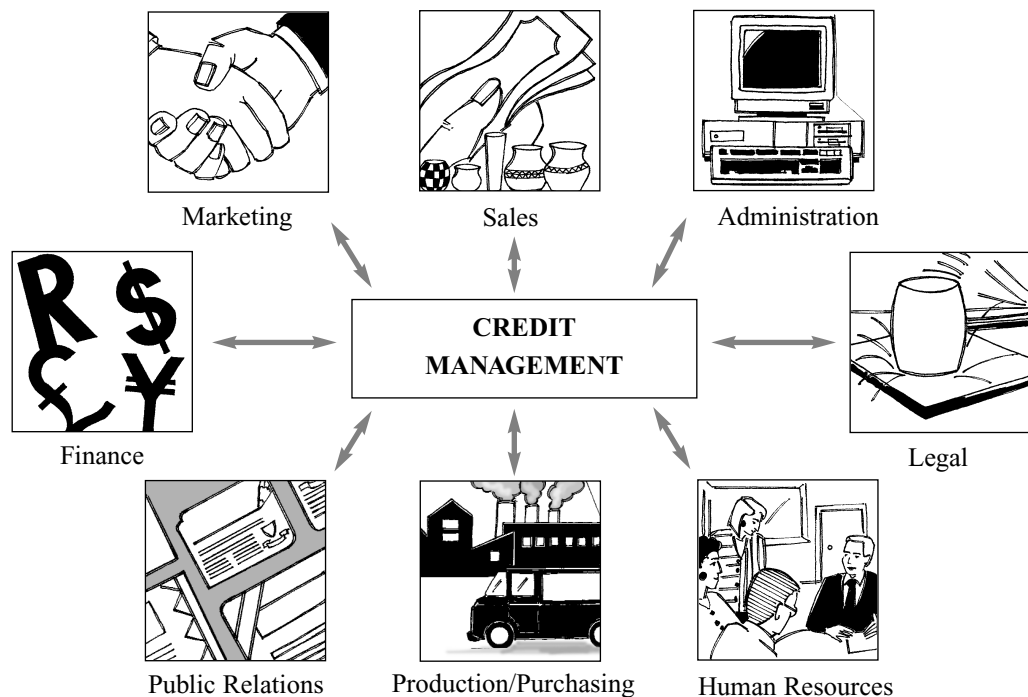 Marketing
Sales
Administration
R $
£ ¥
Finance
CREDIT
MANAGEMENT
Legal
Public Relations
Production/Purchasing
Human Resources